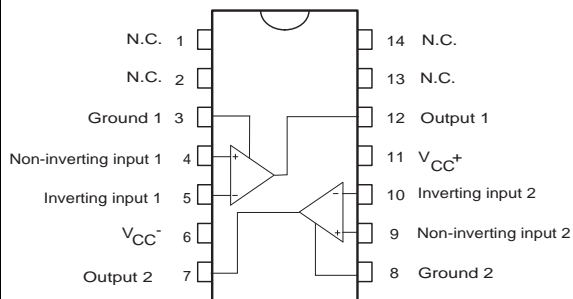 N.C. 1
N.C. 2
Ground 1 3
Non-inverting input 1 4
Inverting input 1 5
VCC- 6
Output 2 7
14 N.C.
13 N.C.
12 Output 1
11 VCC+
10 Inverting input 2
9 Non-inverting input 2
8 Ground 2
+
-
-
+